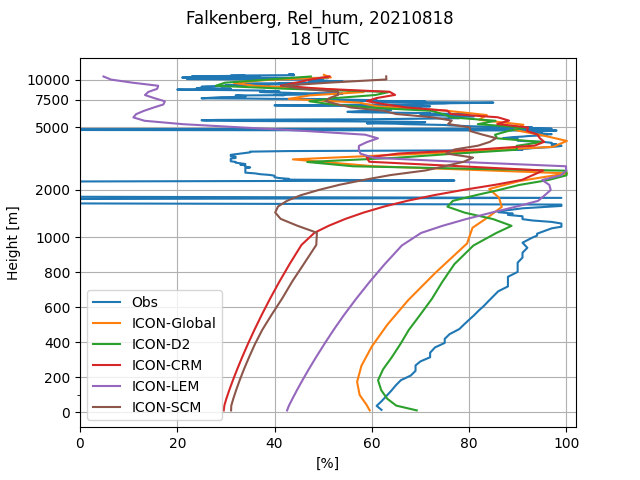 Falkenberg, Rel_hum, 20210818
18 UTC
10000
7500
5000
2000
1000
800
600
400
200
0
Height [m]
Obs
ICON-Global
ICON-D2
ICON-CRM
ICON-LEM
ICON-SCM
0 20 40 60 80 100
[%]